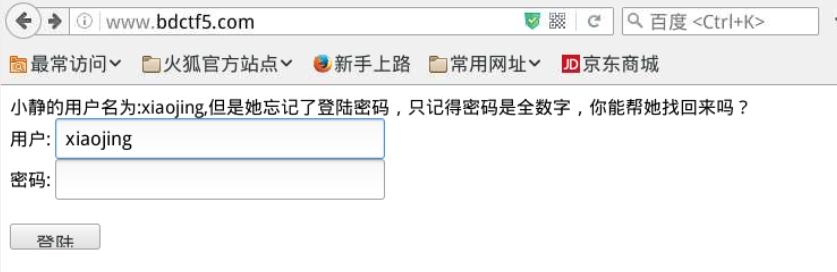 www.bdctf5.com
百度 <Ctrl+K>
最常访问 火狐官方站点 新手上路 常用网址 JD 京东商城
小静的用户名为:xiaojing,但是她忘记了登陆密码，只记得密码是全数字，你能帮她找回来吗？
用户: xiaojing
密码:
登陆